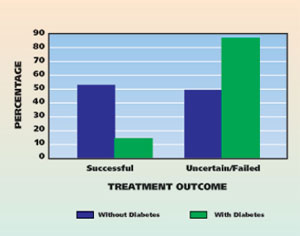 90
80
70
60
50
40
30
20
10
0
PERCENTAGE
Successful Uncertain/Failed
TREATMENT OUTCOME
Without Diabetes With Diabetes